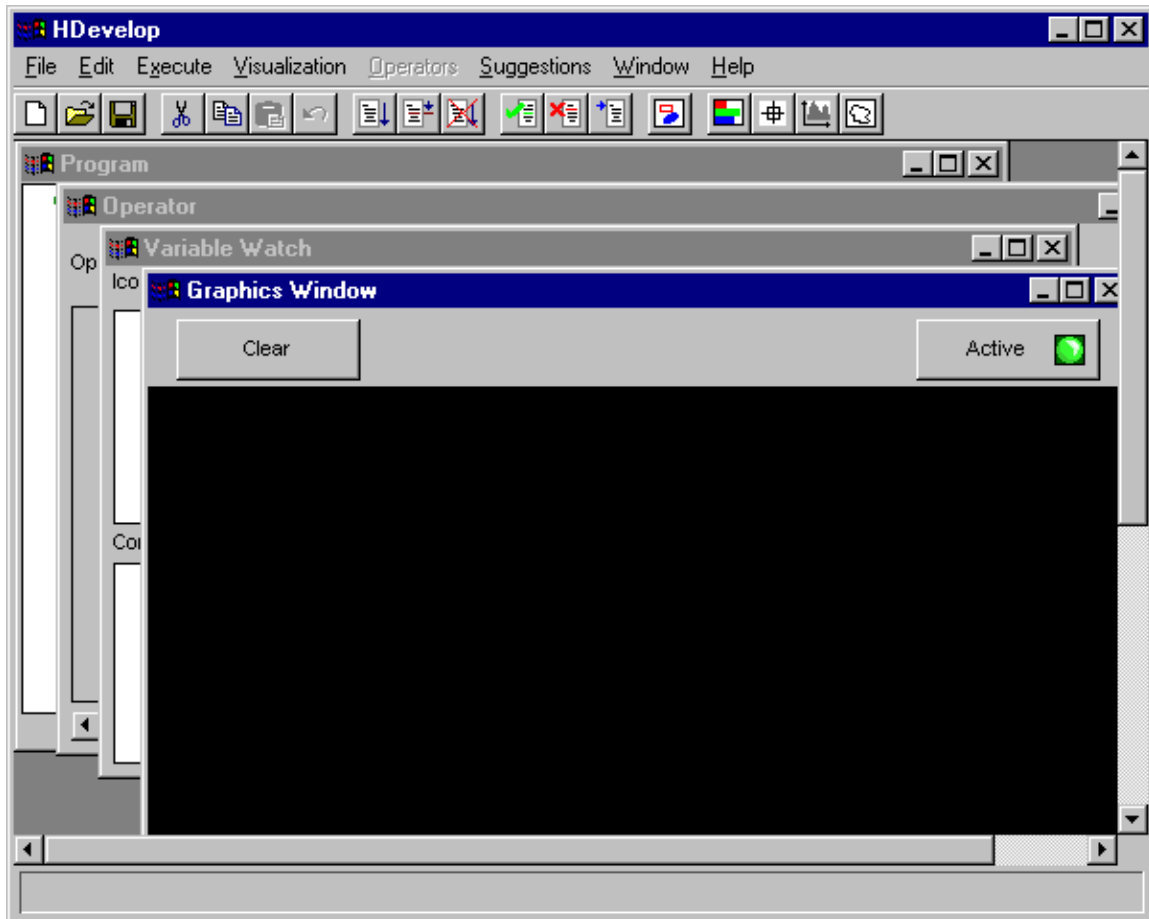 HDevelop
File Edit Execute Visualization Operators Suggestions Window Help
Program
Operator
Op
Variable Watch
Ico
Graphics Window
Clear Active
Con